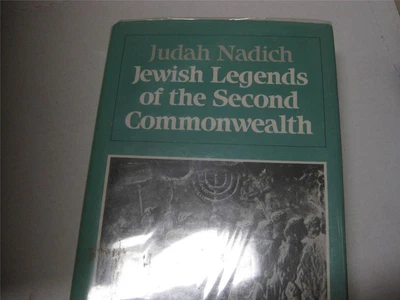 Judah Nadich
Jewish Legends
of the Second
Commonwealth